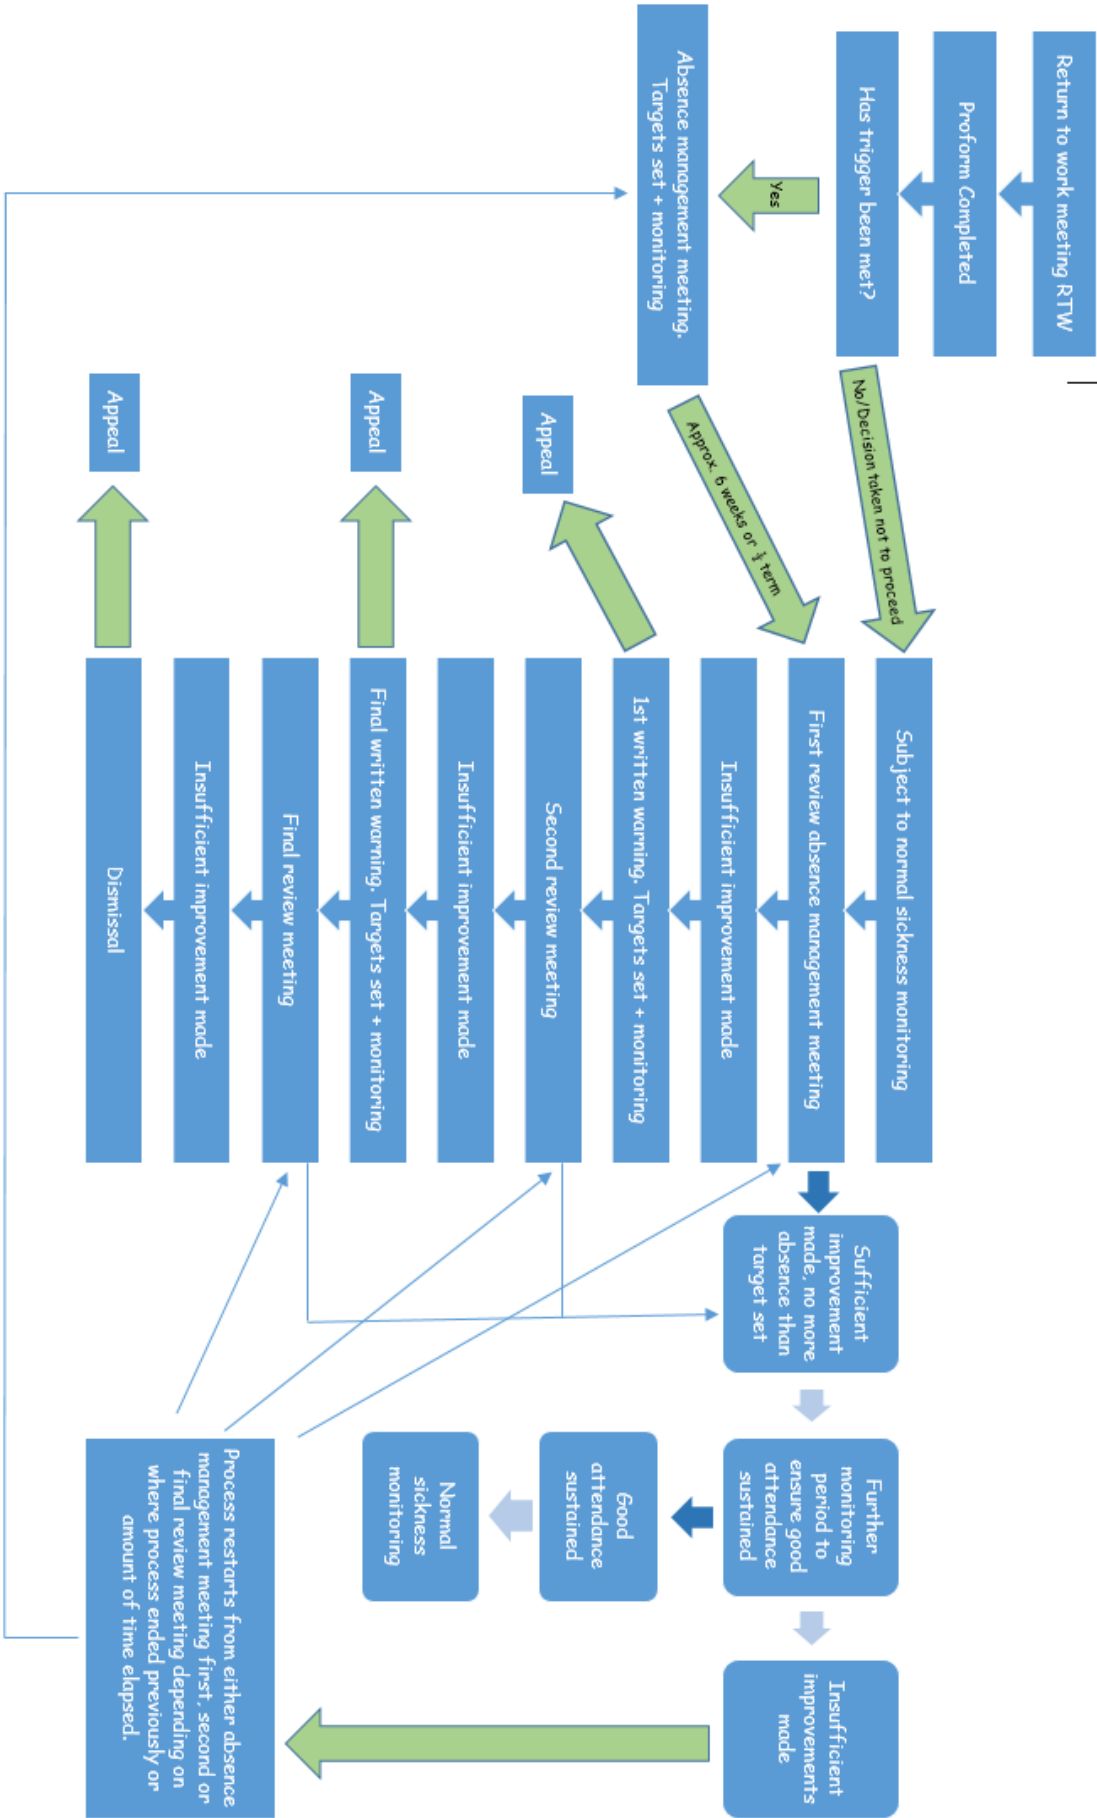 Return to work meeting RTW
Proform Completed
Has trigger been met?
Yes
No/Decision taken not to proceed
Absence management meeting.
Targets set + monitoring
Approx. 6 weeks or ½ term
Subject to normal sickness monitoring
First review absence management meeting
Insufficient improvement made
1st written warning. Targets set + monitoring
Appeal
Second review meeting
Insufficient improvement made
Final written warning. Targets set + monitoring
Appeal
Final review meeting
Insufficient improvement made
Dismissal
Appeal
Sufficient
improvement
made, no more
absence than
target set
Further
monitoring
period to
ensure good
attendance
sustained
Good
attendance
sustained
Normal
sickness
monitoring
Insufficient
improvements
made
Process restarts from either absence
management meeting first, second or
final review meeting depending on
where process ended previously or
amount of time elapsed.